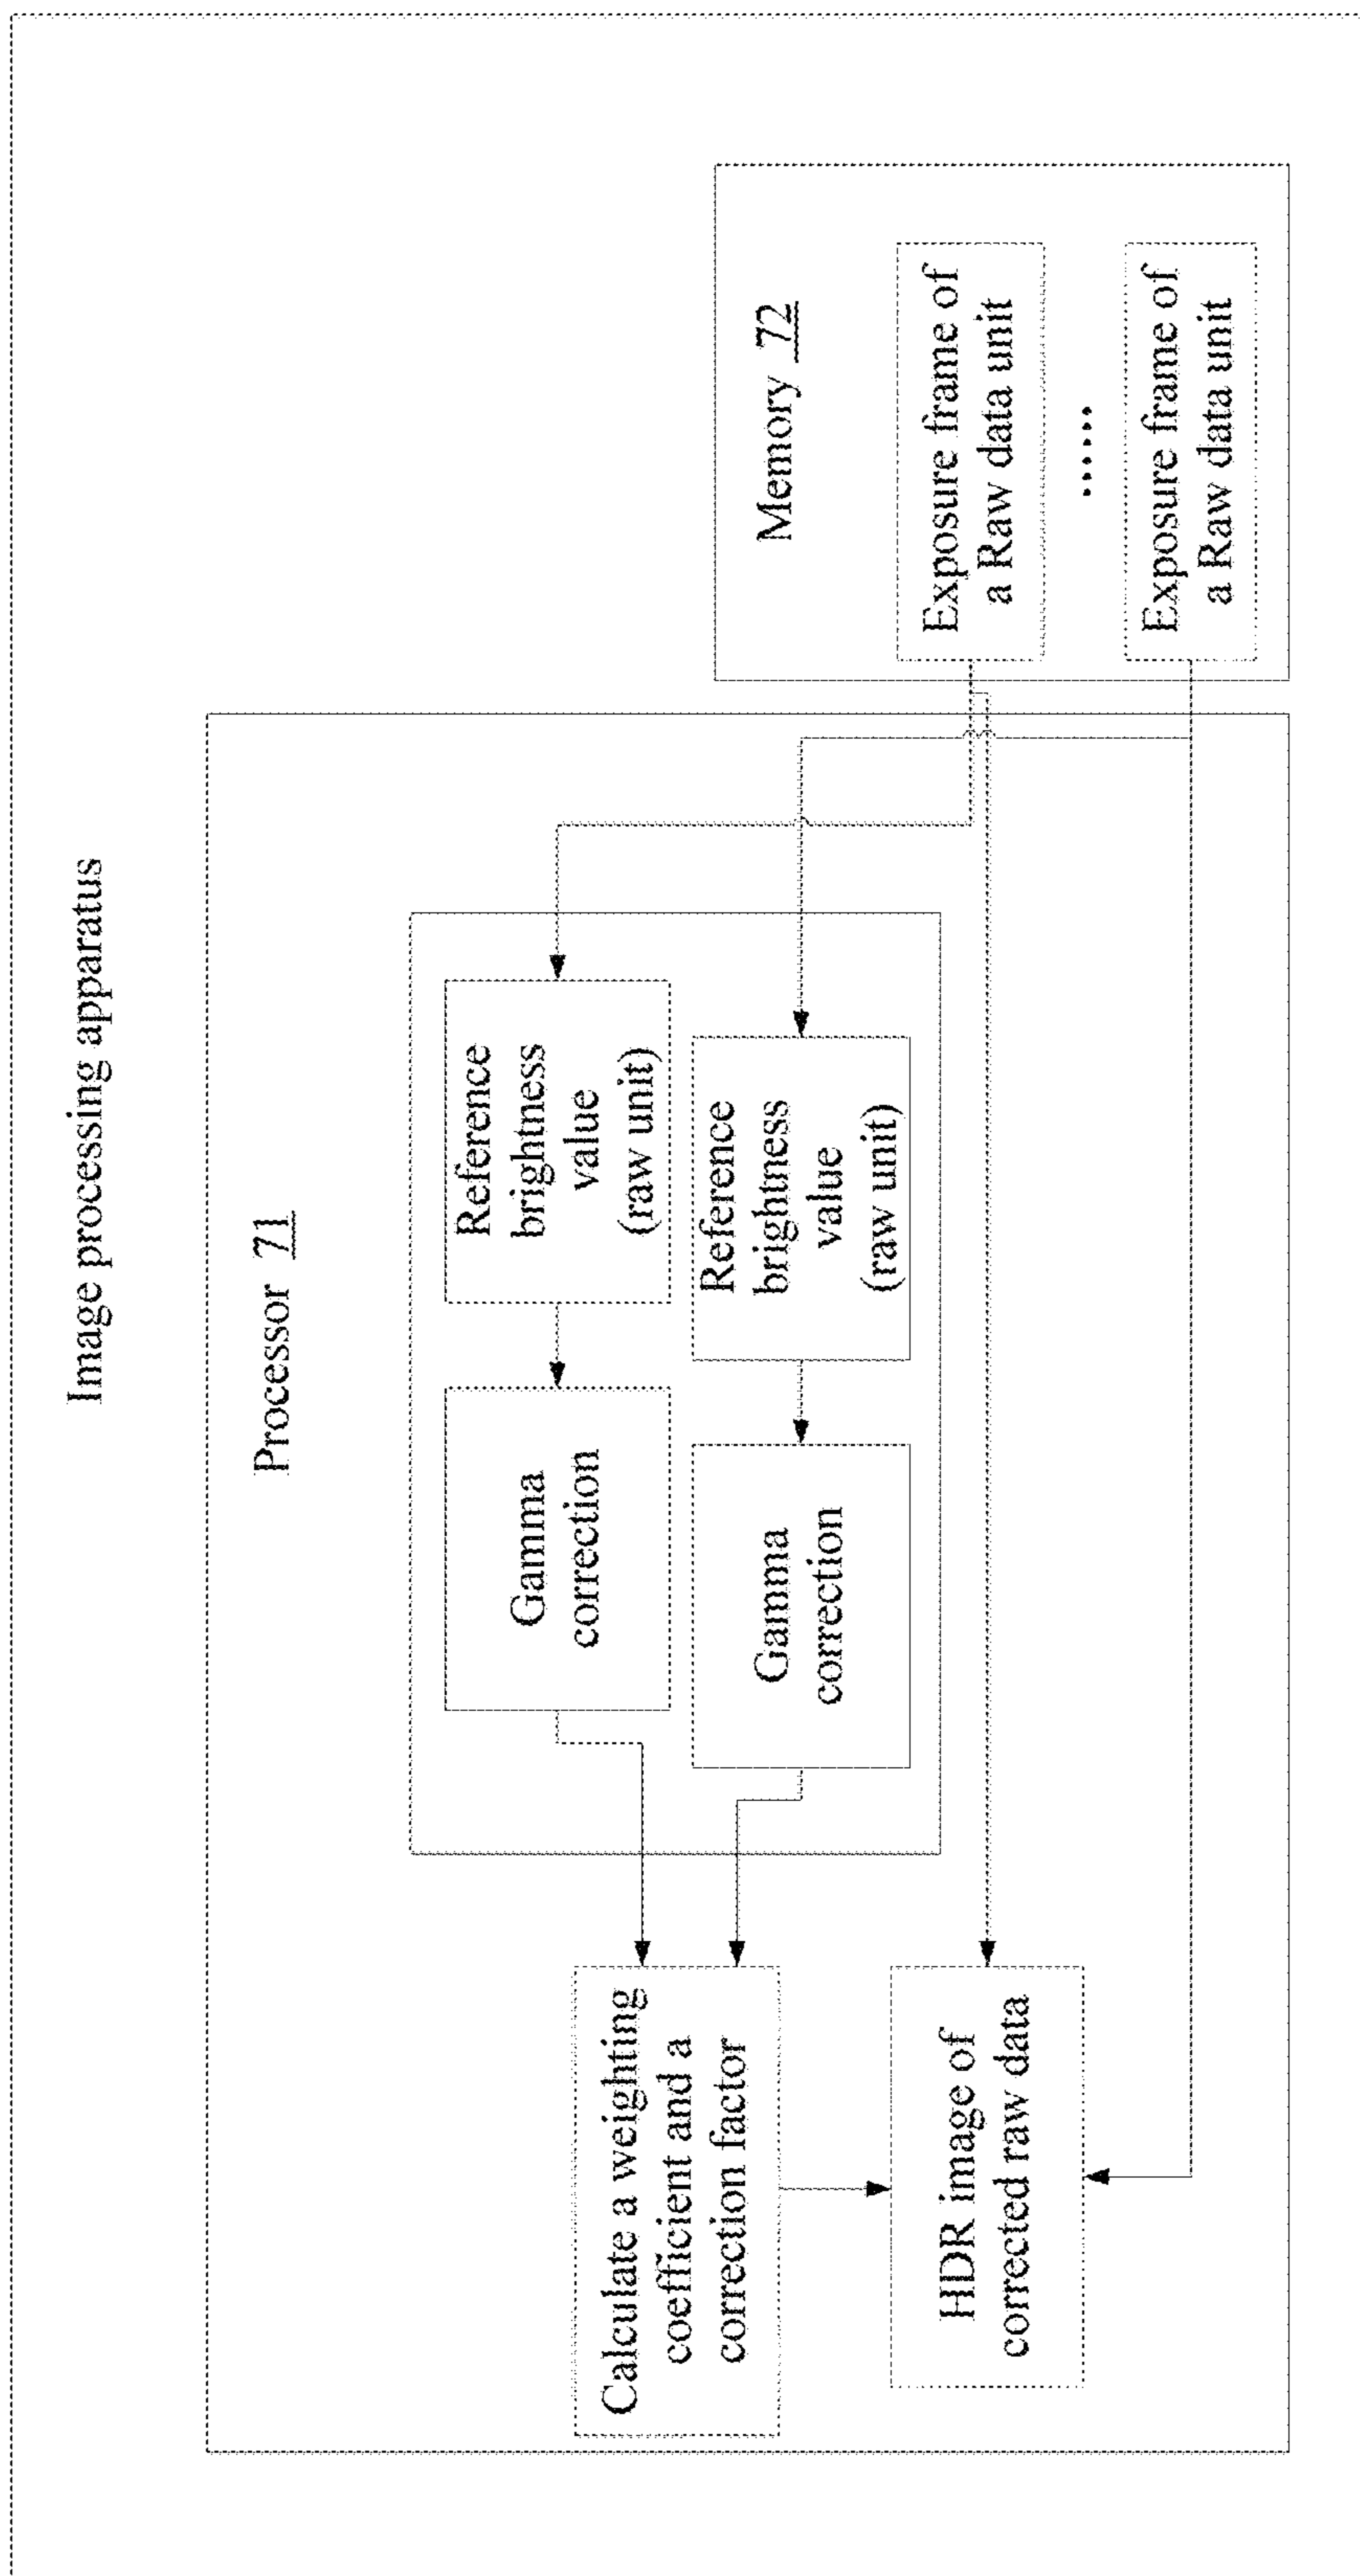 Image processing apparatus
Processor 71
Memory 72
Calculate a weighting
coefficient and a
correction factor
Gamma
correction
Reference
brightness
value
(raw unit)
Gamma
correction
Reference
brightness
value
(raw unit)
Exposure frame of
a Raw data unit
......
Exposure frame of
a Raw data unit
HDR image of
corrected raw data